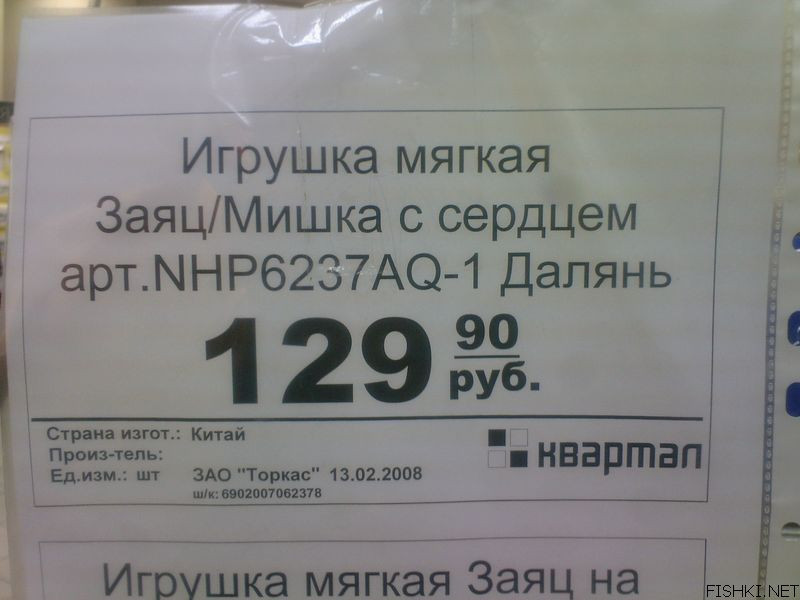 Игрушка мягкая
Заяц/Мишка с сердцем
арт.NHP6237AQ-1 Далянь
129 90 руб.
Страна изгот.: Китай
Произ-тель:
Ед.изм.: шт ЗАО "Торкас" 13.02.2008
ш/к: 6902007062378
квартал
Игрушка мягкая Заяц на
FISHKI.NET